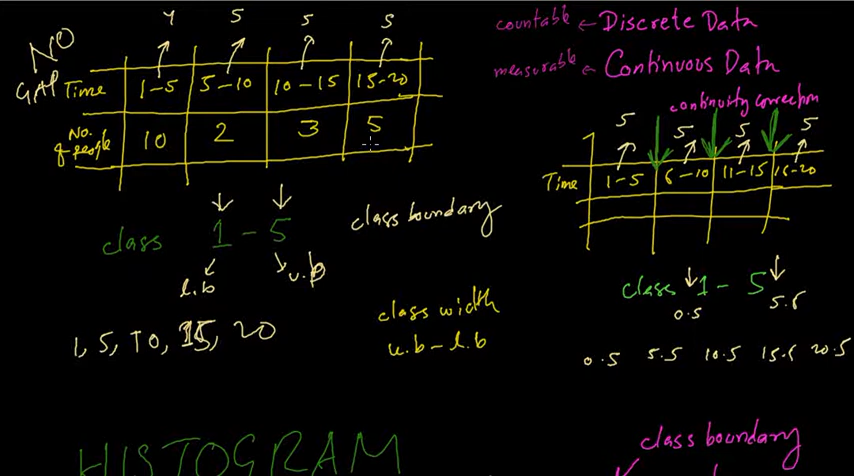 NO
GAP
4 5 5 5
Time 1-5 5-10 10-15 15-20
No. of people 10 2 3 5
class 1 - 5
l.b u.b
class boundary
1, 5, 10, 15, 20
class width
u.b - l.b
HISTOGRAM
countable ← Discrete Data
measurable ← Continuous Data
continuity correction
5 5 5 5
Time 1-5 6-10 11-15 16-20
class 1 - 5
0.5 5.5
0.5 5.5 10.5 15.5 20.5
class boundary